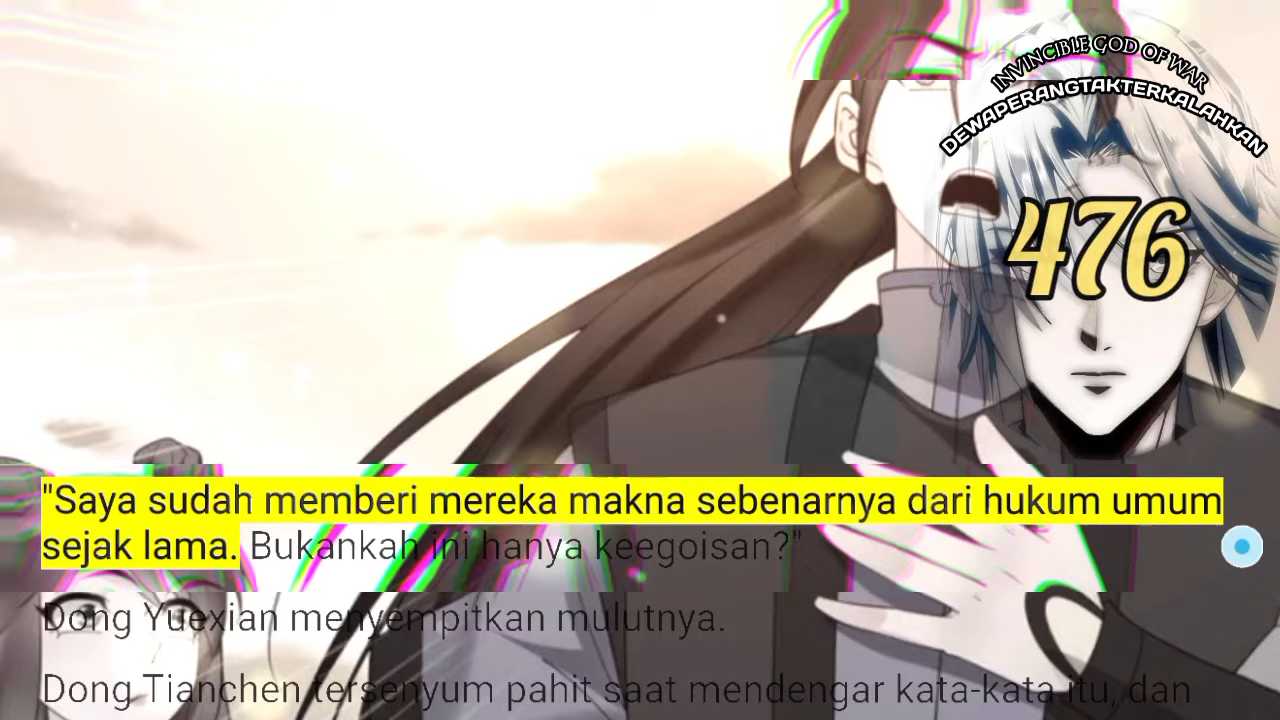 INVINCIBLE GOD OF WAR
DEWAPERANGTAKTERKALAHKAN
476
"Saya sudah memberi mereka makna sebenarnya dari hukum umum
sejak lama. Bukankah ini hanya keegoisan?"
Dong Yuexian menyempitkan mulutnya.
Dong Tianchen tersenyum pahit saat mendengar kata-kata itu, dan